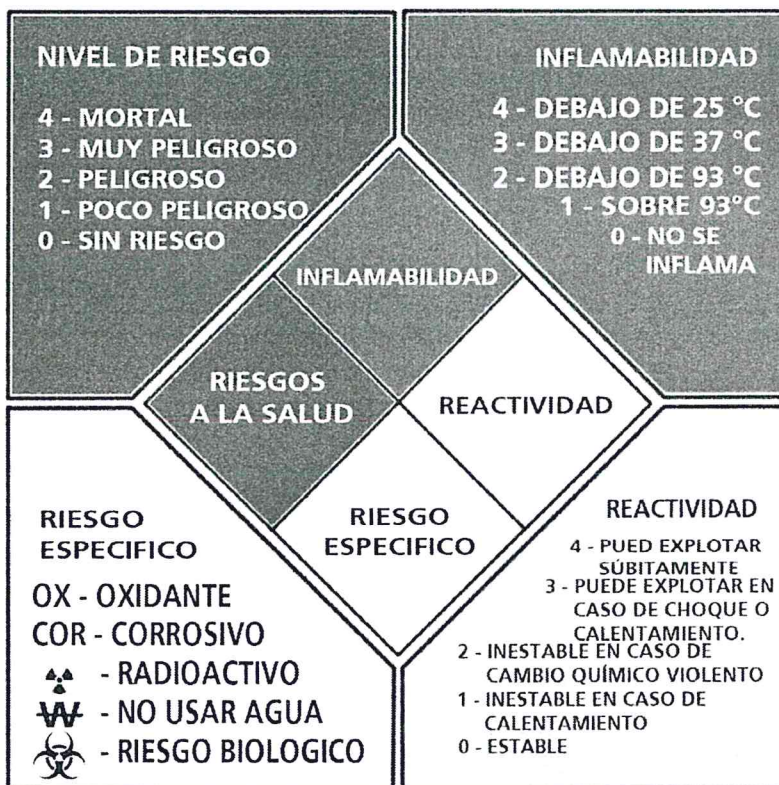 NIVEL DE RIESGO
4 - MORTAL
3 - MUY PELIGROSO
2 - PELIGROSO
1 - POCO PELIGROSO
0 - SIN RIESGO
INFLAMABILIDAD
4 - DEBAJO DE 25 °C
3 - DEBAJO DE 37 °C
2 - DEBAJO DE 93 °C
1 - SOBRE 93°C
0 - NO SE
INFLAMA
INFLAMABILIDAD
RIESGOS
A LA SALUD
REACTIVIDAD
RIESGO
ESPECIFICO
RIESGO
ESPECIFICO
OX - OXIDANTE
COR - CORROSIVO
- RADIOACTIVO
W - NO USAR AGUA
- RIESGO BIOLOGICO
REACTIVIDAD
4 - PUED EXPLOTAR
SÚBITAMENTE
3 - PUEDE EXPLOTAR EN
CASO DE CHOQUE O
CALENTAMIENTO.
2 - INESTABLE EN CASO DE
CAMBIO QUÍMICO VIOLENTO
1 - INESTABLE EN CASO DE
CALENTAMIENTO
0 - ESTABLE